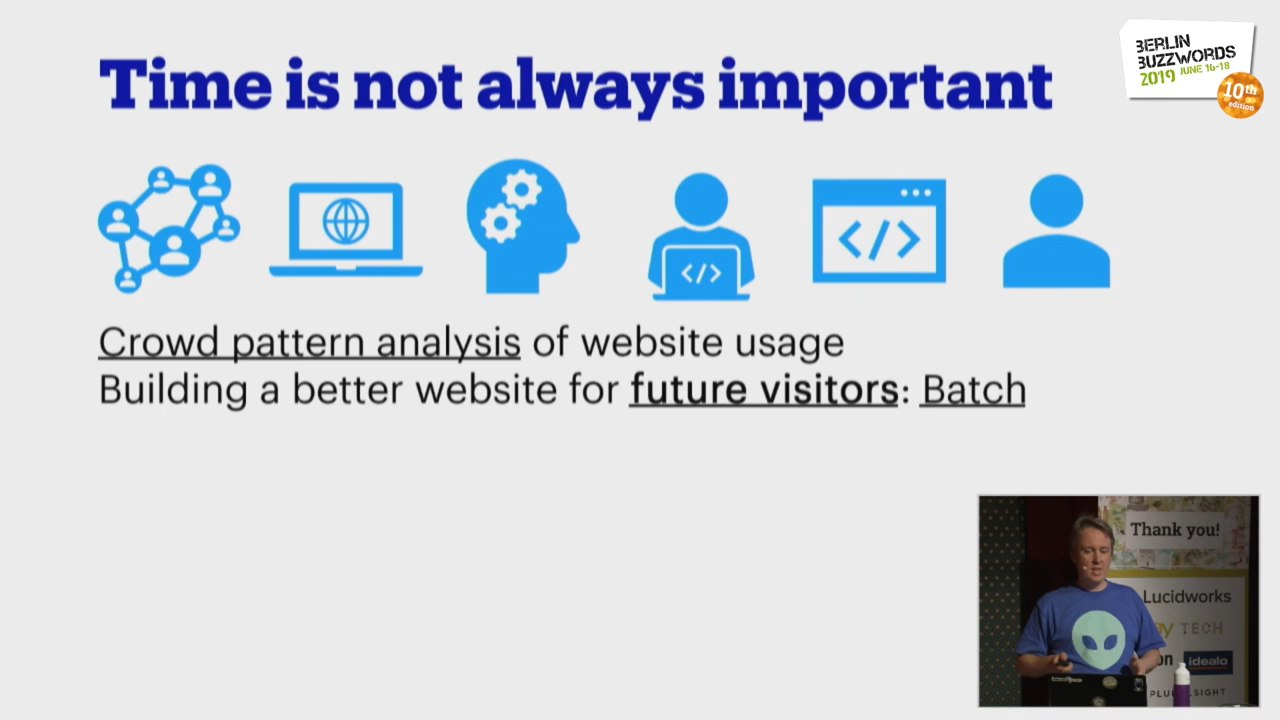 Time is not always important
BERLIN
BUZZWORDS
2019 JUNE 16-18
10th
edition
</>
</>
Crowd pattern analysis of website usage
Building a better website for future visitors: Batch
Thank you!
Lucidworks
TECH
on idealo